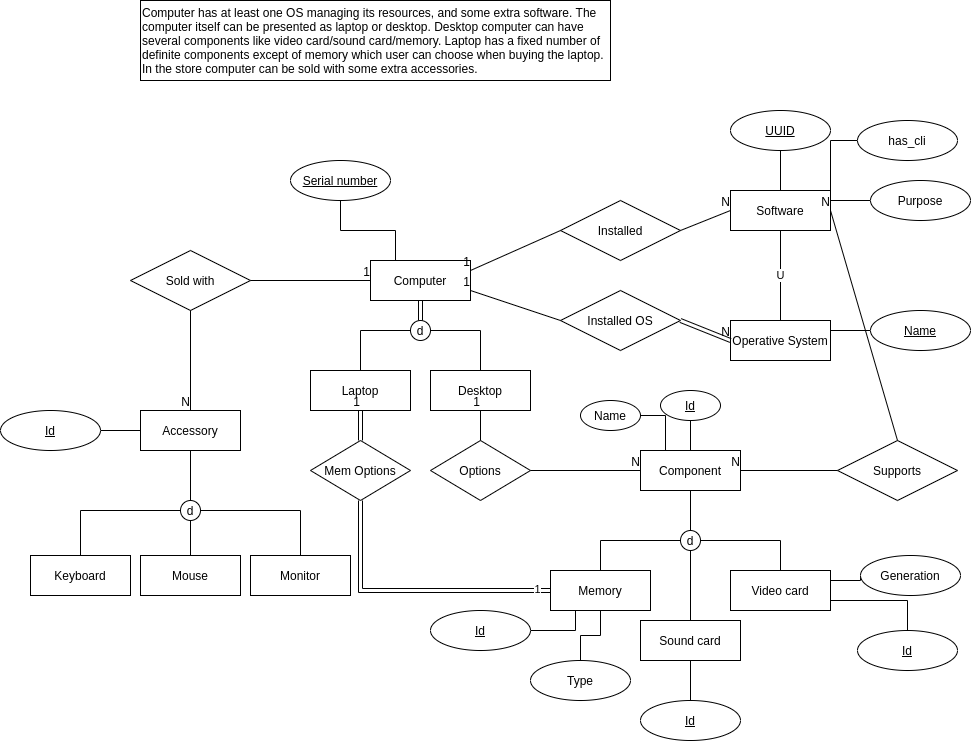 Computer has at least one OS managing its resources, and some extra software. The
computer itself can be presented as laptop or desktop. Desktop computer can have
several components like video card/sound card/memory. Laptop has a fixed number of
definite components except of memory which user can choose when buying the laptop.
In the store computer can be sold with some extra accessories.
UUID
has_cli
Serial number
N
Software
N
Purpose
Installed
Sold with
1
Computer
1
1
U
Installed OS
N
Operative System
Name
d
Laptop
1
Desktop
1
N
Accessory
Id
Name
Id
Mem Options
Options
N
Component
N
Supports
d
Keyboard
Mouse
Monitor
d
1
Memory
Video card
Generation
Id
Type
Sound card
Id
Id